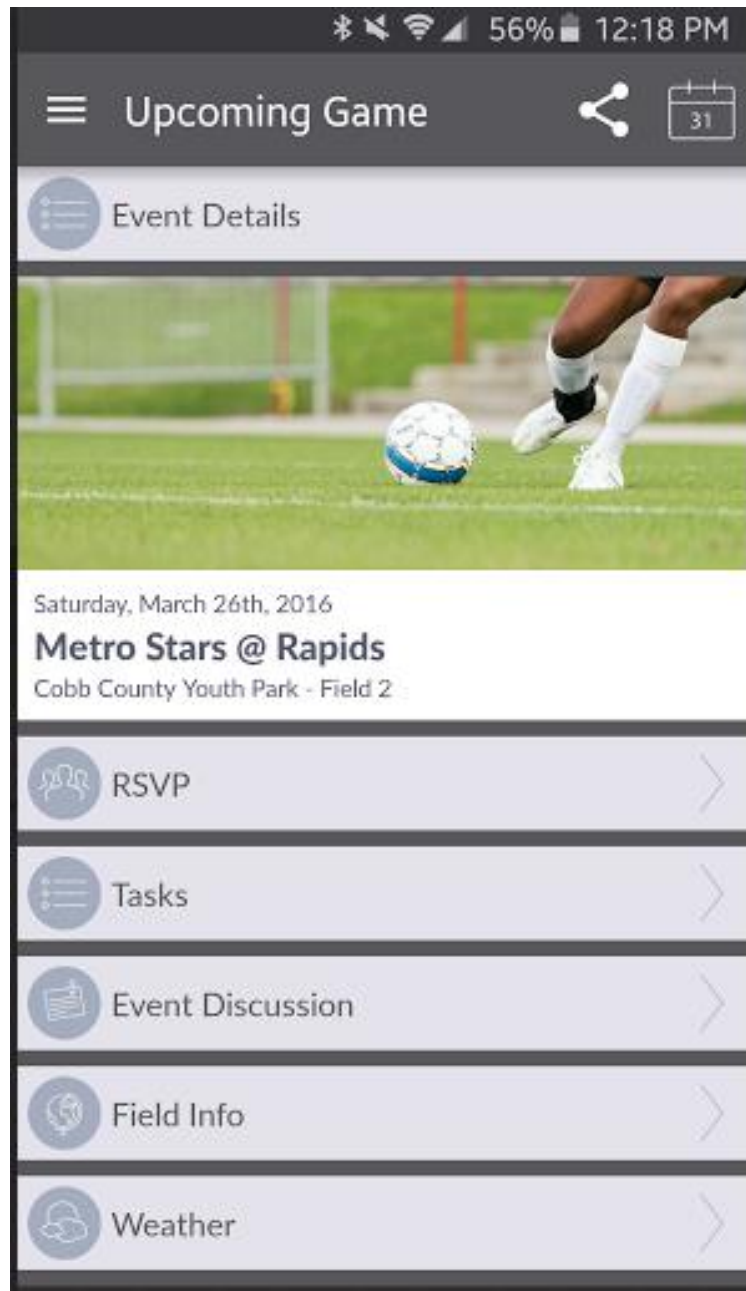 56% 12:18 PM
Upcoming Game
31
Event Details
Saturday, March 26th, 2016
Metro Stars @ Rapids
Cobb County Youth Park - Field 2
RSVP
Tasks
Event Discussion
Field Info
Weather